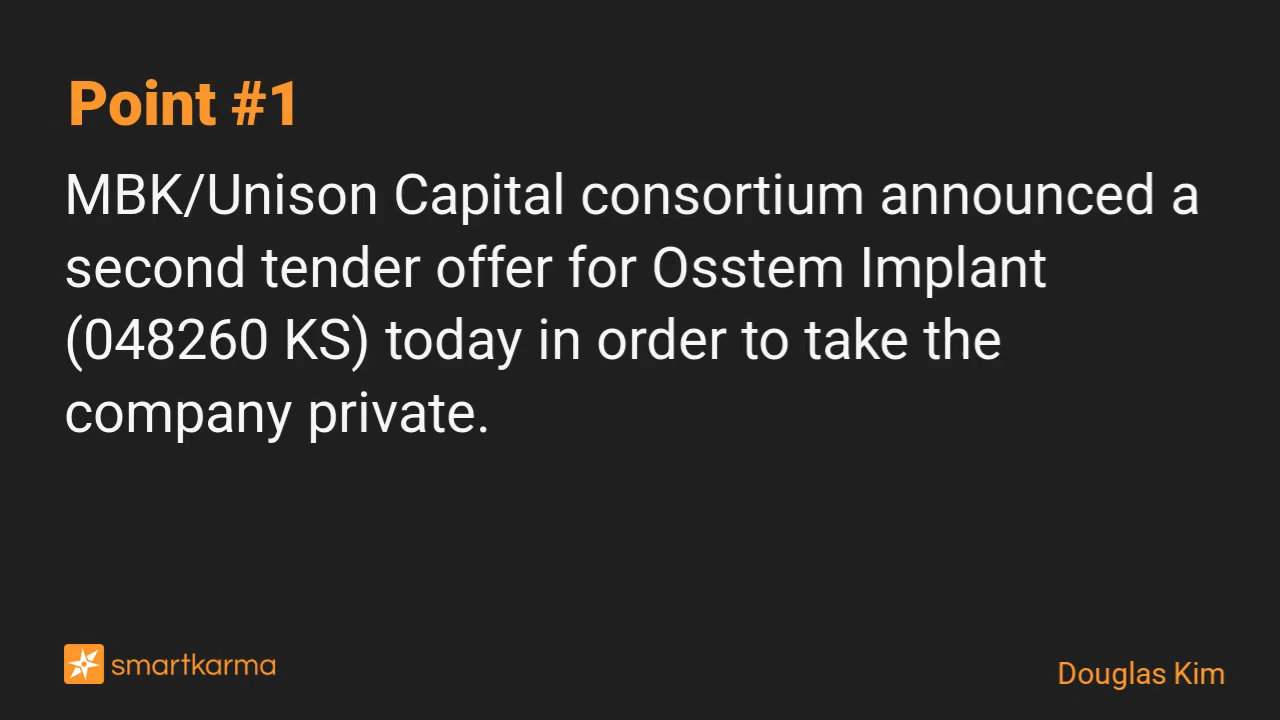 Point #1
MBK/Unison Capital consortium announced a
second tender offer for Osstem Implant
(048260 KS) today in order to take the
company private.
smartkarma
Douglas Kim